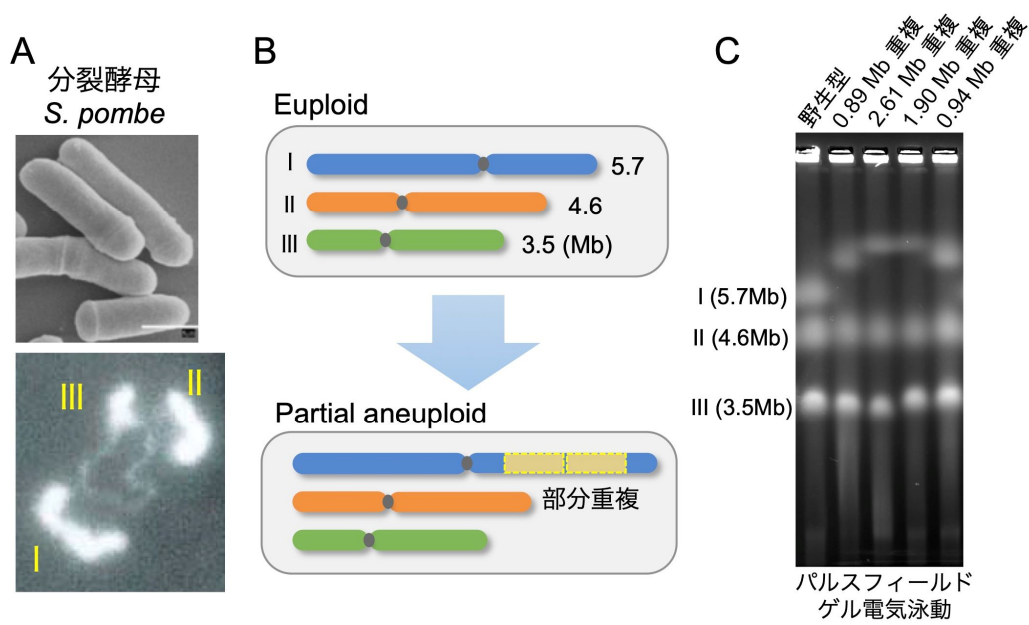 A
分裂酵母
S. pombe
III
II
I
B
Euploid
I
5.7
II
4.6
III
3.5 (Mb)
Partial aneuploid
部分重複
C
野生型
0.89 Mb 重複
2.61 Mb 重複
1.90 Mb 重複
0.94 Mb 重複
I (5.7Mb)
II (4.6Mb)
III (3.5Mb)
パルスフィールド
ゲル電気泳動